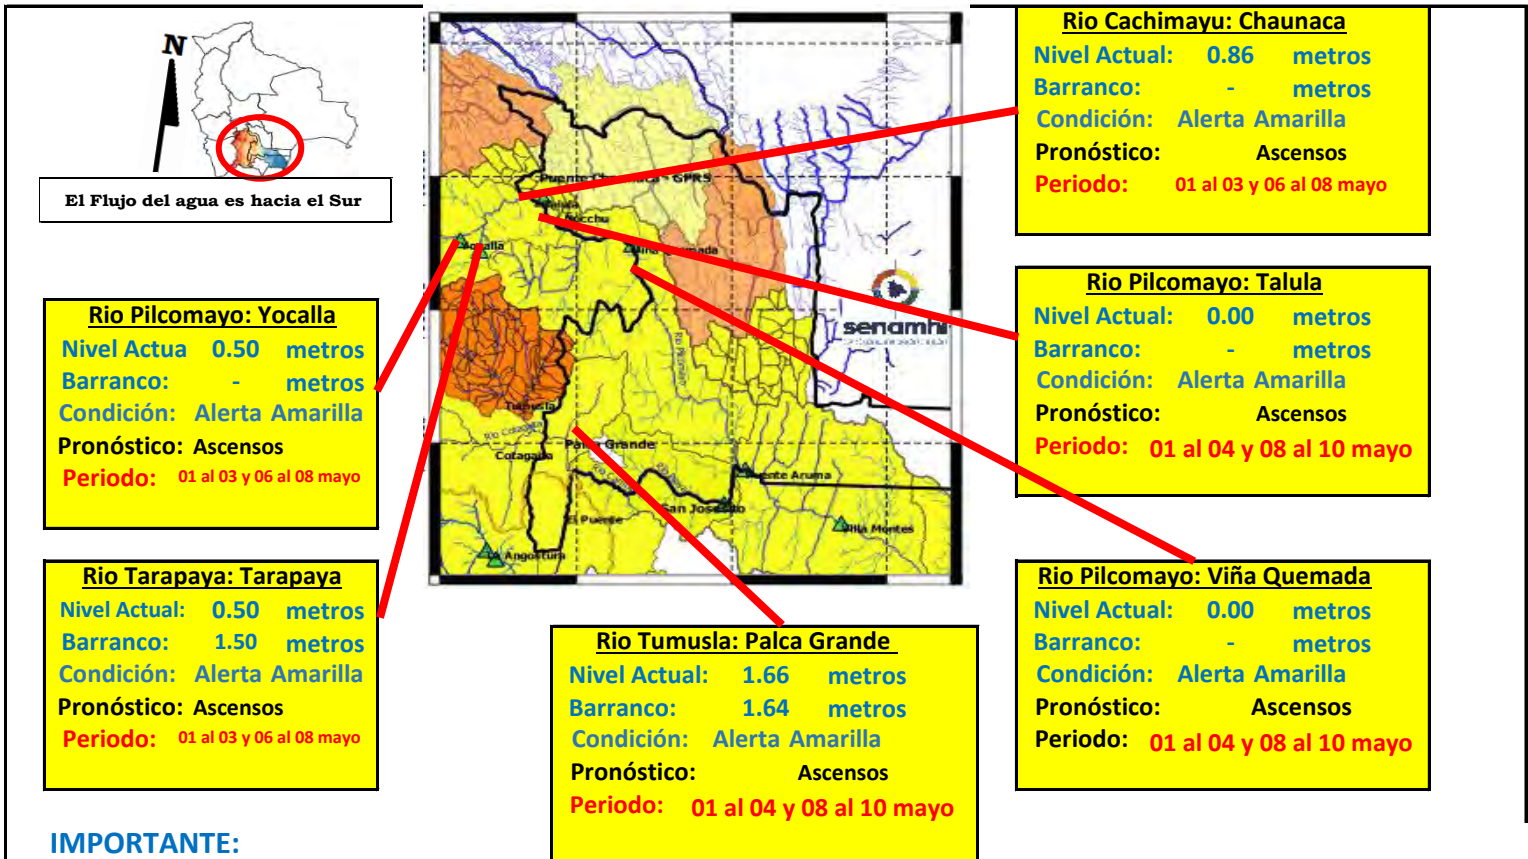 N
El Flujo del agua es hacia el Sur
Rio Cachimayu: Chaunaca
Nivel Actual: 0.86 metros
Barranco: - metros
Condición: Alerta Amarilla
Pronóstico: Ascensos
Periodo: 01 al 03 y 06 al 08 mayo
Rio Pilcomayo: Talula
Nivel Actual: 0.00 metros
Barranco: - metros
Condición: Alerta Amarilla
Pronóstico: Ascensos
Periodo: 01 al 04 y 08 al 10 mayo
Rio Pilcomayo: Yocalla
Nivel Actua 0.50 metros
Barranco: - metros
Condición: Alerta Amarilla
Pronóstico: Ascensos
Periodo: 01 al 03 y 06 al 08 mayo
Rio Tarapaya: Tarapaya
Nivel Actual: 0.50 metros
Barranco: 1.50 metros
Condición: Alerta Amarilla
Pronóstico: Ascensos
Periodo: 01 al 03 y 06 al 08 mayo
Rio Tumusla: Palca Grande
Nivel Actual: 1.66 metros
Barranco: 1.64 metros
Condición: Alerta Amarilla
Pronóstico: Ascensos
Periodo: 01 al 04 y 08 al 10 mayo
Rio Pilcomayo: Viña Quemada
Nivel Actual: 0.00 metros
Barranco: - metros
Condición: Alerta Amarilla
Pronóstico: Ascensos
Periodo: 01 al 04 y 08 al 10 mayo
Puente - GPRS
Yocalla
senamhi
Tumusla
Palca Grande
Cotagaita
Puente Aruma
San Josecito
El Puente
Villa Montes
Angostura
IMPORTANTE: